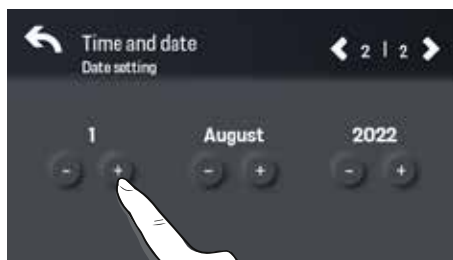 Time and date
2 | 2
Date setting
1 August 2022
- + - + - +